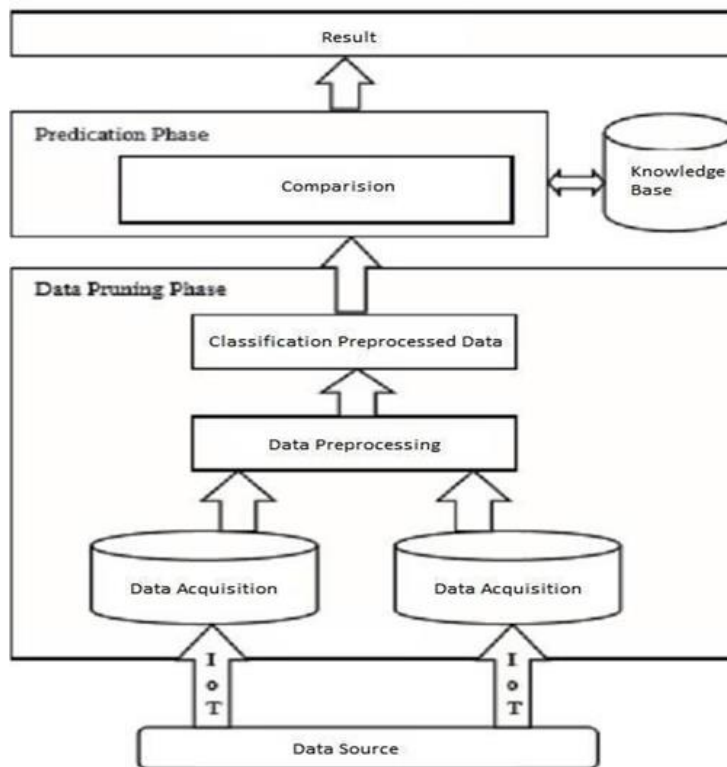 Result
Predication Phase
Comparision
Knowledge
Base
Data Pruning Phase
Classification Preprocessed Data
Data Preprocessing
Data Acquisition
Data Acquisition
I
o
T
I
o
T
Data Source